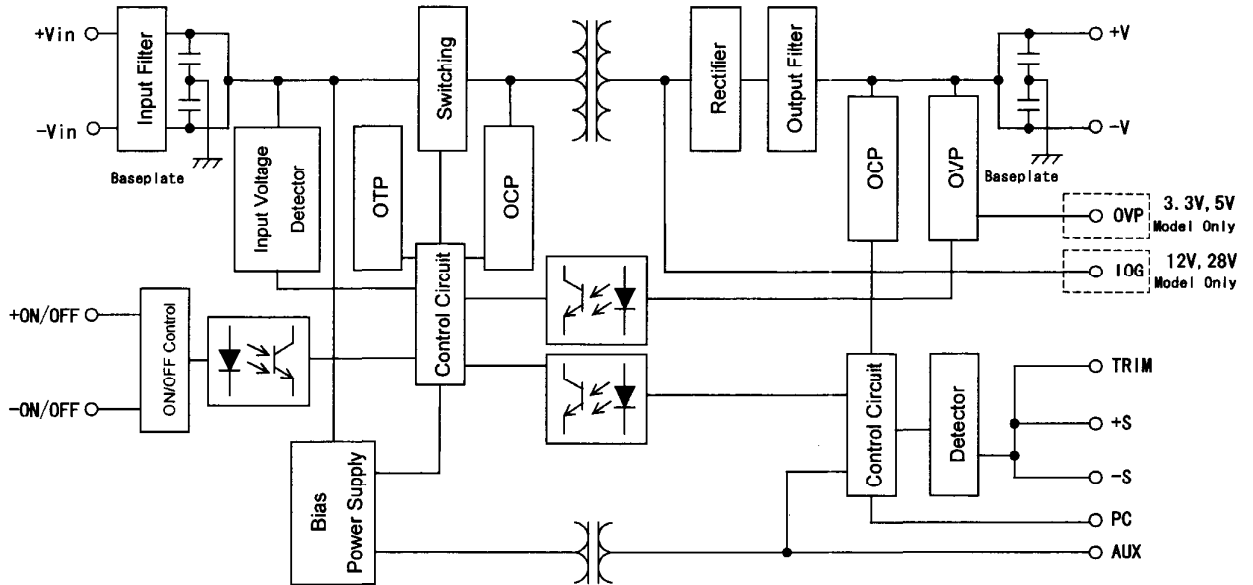 +Vin
Input Filter
-Vin
Baseplate
Switching
Rectifier
Output Filter
+V
-V
Baseplate
Input Voltage
Detector
OTP
OCP
OCP
OVP
OVP
3.3V,5V
Model Only
IOG
12V,28V
Model Only
+ON/OFF
-ON/OFF
ON/OFF Control
Control Circuit
Control Circuit
Detector
TRIM
+S
-S
PC
AUX
Bias
Power Supply